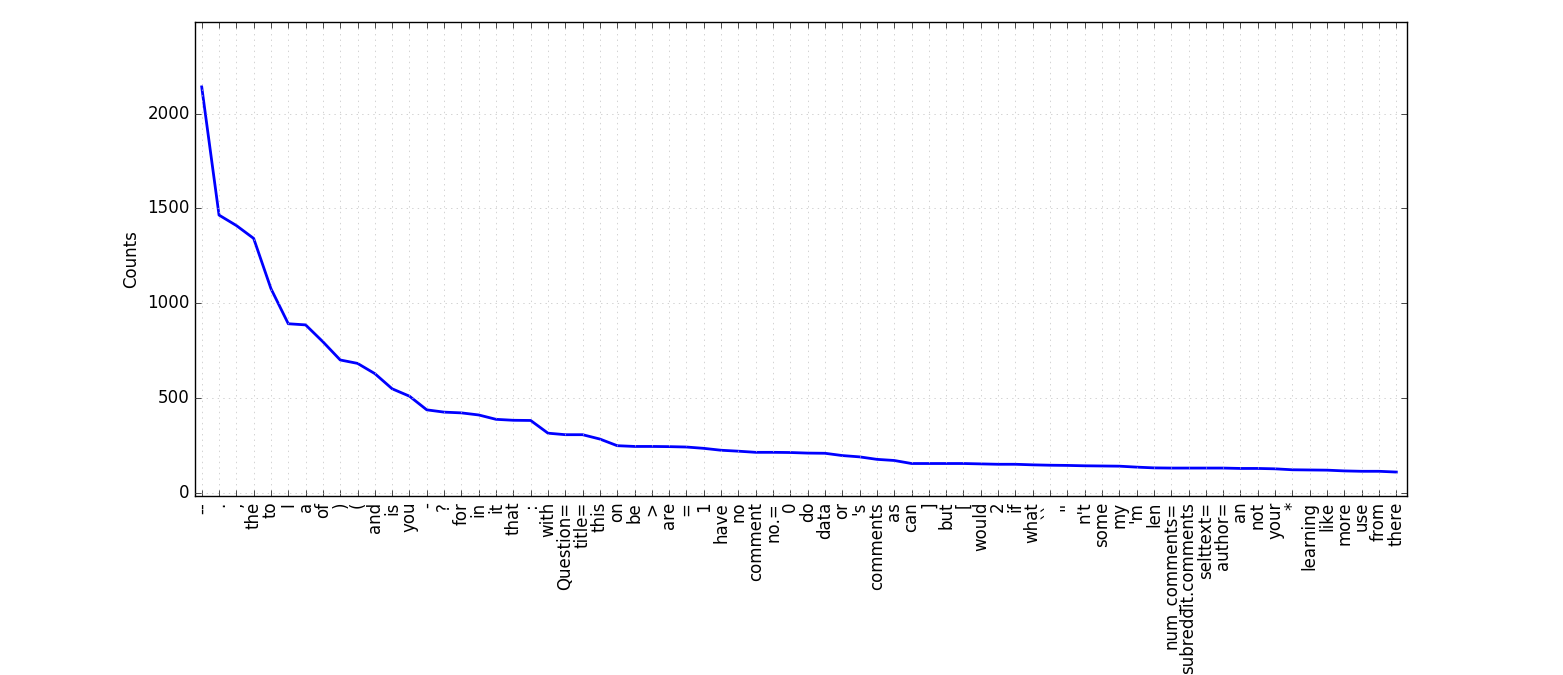 Counts
2000
1500
1000
500
0
--
.
,
the
to
I
a
of
)
(
and
is
you
-
?
for
in
it
that
:
with
Question=
title=
this
on
be
>
are
=
1
have
no
comment
no.=
0
do
data
or
's
comments
as
can
]
but
[
would
2
if
what
``
"
n't
some
my
'm
len
num_comments=
subreddit.comments
selttext=
author=
an
not
your
*
learning
like
more
use
from
there